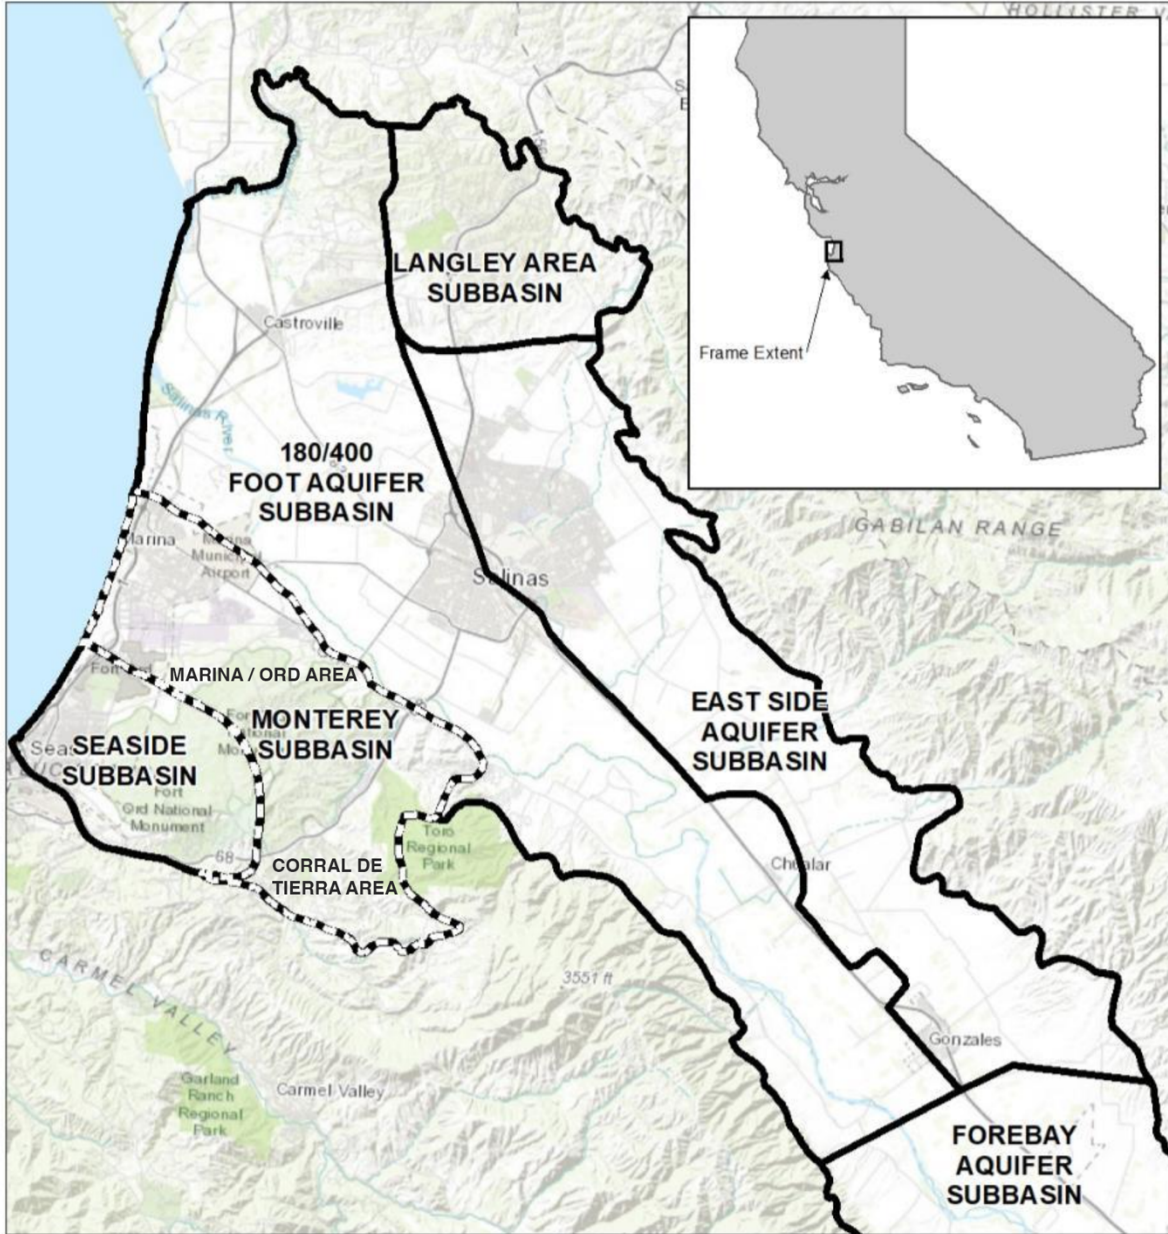 HOLLISTER V
LANGLEY AREA
SUBBASIN
Castroville
Frame Extent
Salinas
River
180/400
FOOT AQUIFER
SUBBASIN
GABILAN RANGE
Marina
Municipal
Airport
Salinas
MARINA / ORD AREA
MONTEREY
SUBBASIN
SEASIDE
SUBBASIN
EAST SIDE
AQUIFER
SUBBASIN
Fort
Ord National
Monument
Toro
Regional
Park
68
CORRAL DE
TIERRA AREA
Chualar
CARMEL VALLEY
3551 ft
Gonzales
Garland
Ranch
Regional
Park
Carmel Valley
FOREBAY
AQUIFER
SUBBASIN